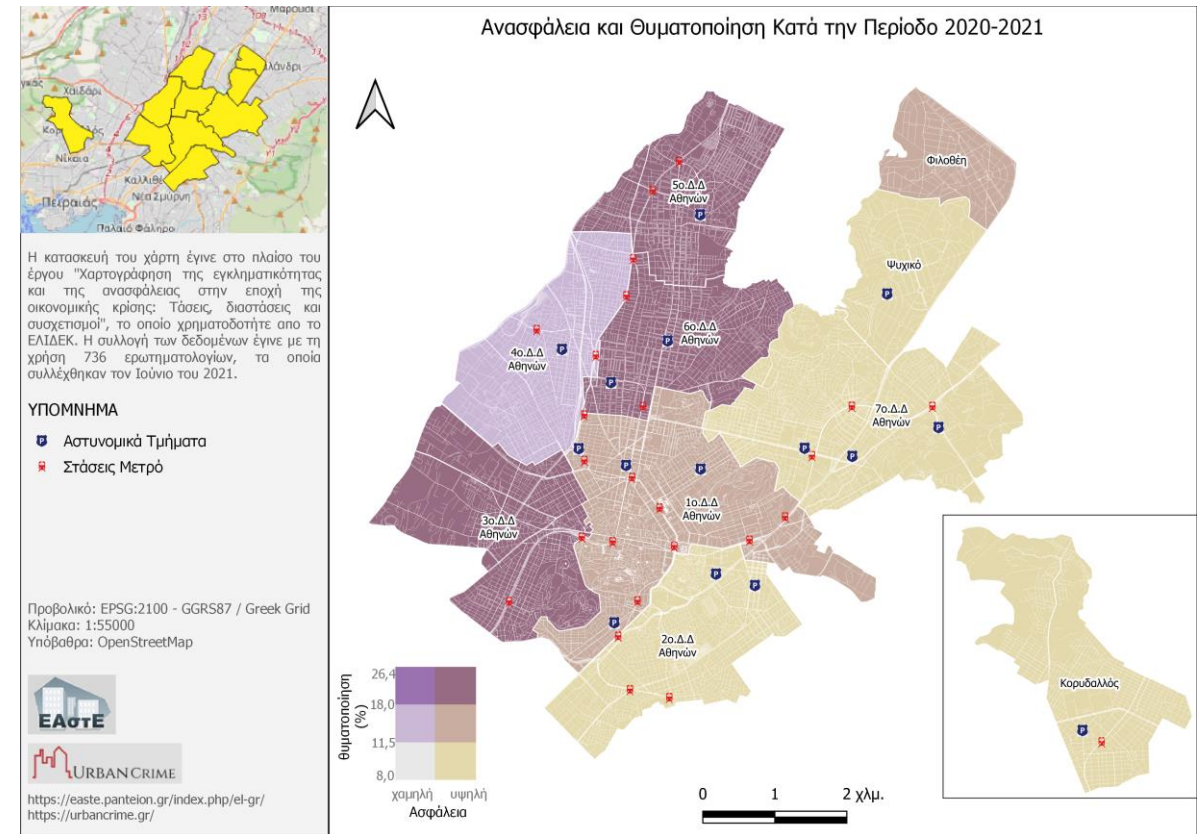 Ανασφάλεια και Θυματοποίηση Κατά την Περίοδο 2020-2021
Μαρούσι
Χαλάνδρι
Χαϊδάρι
Νίκαια
Καλλιθέ
Πειραιάς
Νέα Σμύρνη
Παλαιό Φάληρο
Η κατασκευή του χάρτη έγινε στο πλαίσο του
έργου "Χαρτογράφηση της εγκληματικότητας
και της ανασφάλειας στην εποχή της
οικονομικής κρίσης: Τάσεις, διαστάσεις και
συσχετισμοί", το οποίο χρηματοδοτήτε απο το
ΕΛΙΔΕΚ. Η συλλογή των δεδομένων έγινε με τη
χρήση 736 ερωτηματολογίων, τα οποία
συλλέχθηκαν τον Ιούνιο του 2021.
ΥΠΟΜΝΗΜΑ
Αστυνομικά Τμήματα
Στάσεις Μετρό
Προβολικό: EPSG:2100 - GGRS87 / Greek Grid
Κλίμακα: 1:55000
Υπόβαθρα: OpenStreetMap
ΕΑστΕ
URBANCRIME
https://easte.panteion.gr/index.php/el-gr/
https://urbancrime.gr/
Φιλοθέη
5ο.Δ.Δ
Αθηνών
Ψυχικό
6ο.Δ.Δ
Αθηνών
4ο.Δ.Δ
Αθηνών
7ο.Δ.Δ
Αθηνών
1ο.Δ.Δ
Αθηνών
3ο.Δ.Δ
Αθηνών
2ο.Δ.Δ
Αθηνών
Κορυδαλλός
θυματοποίηση
(%)
26,4
18,0
11,5
8,0
χαμηλή υψηλή
Ασφάλεια
0 1 2 χλμ.